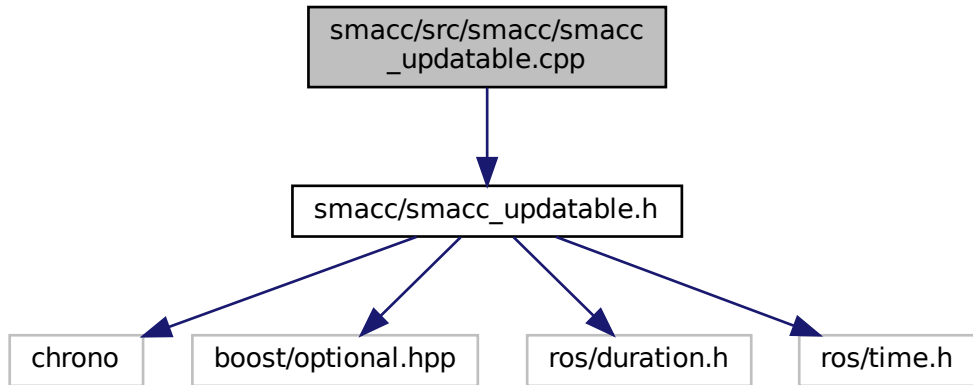 smacc/src/smacc/smacc
_updatable.cpp
smacc/smacc_updatable.h
chrono
boost/optional.hpp
ros/duration.h
ros/time.h